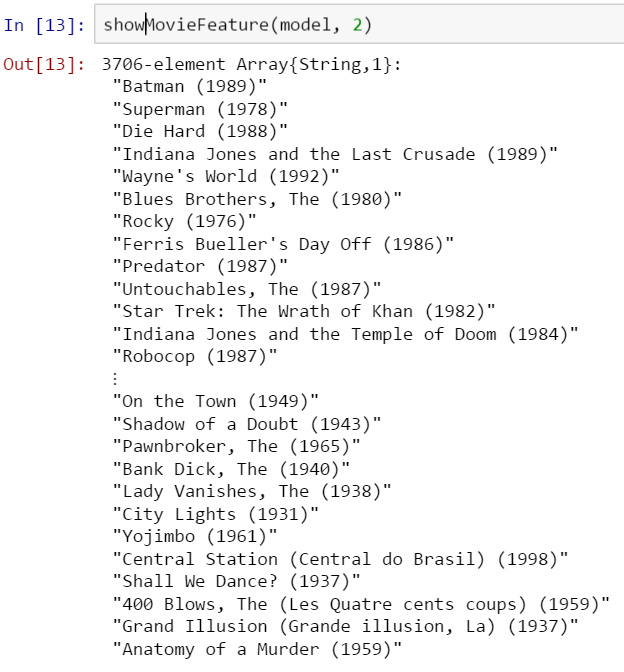 In [13]: showMovieFeature(model, 2)
Out[13]: 3706-element Array{String,1}:
"Batman (1989)"
"Superman (1978)"
"Die Hard (1988)"
"Indiana Jones and the Last Crusade (1989)"
"Wayne's World (1992)"
"Blues Brothers, The (1980)"
"Rocky (1976)"
"Ferris Bueller's Day Off (1986)"
"Predator (1987)"
"Untouchables, The (1987)"
"Star Trek: The Wrath of Khan (1982)"
"Indiana Jones and the Temple of Doom (1984)"
"Robocop (1987)"
⋮
"On the Town (1949)"
"Shadow of a Doubt (1943)"
"Pawnbroker, The (1965)"
"Bank Dick, The (1940)"
"Lady Vanishes, The (1938)"
"City Lights (1931)"
"Yojimbo (1961)"
"Central Station (Central do Brasil) (1998)"
"Shall We Dance? (1937)"
"400 Blows, The (Les Quatre cents coups) (1959)"
"Grand Illusion (Grande illusion, La) (1937)"
"Anatomy of a Murder (1959)"